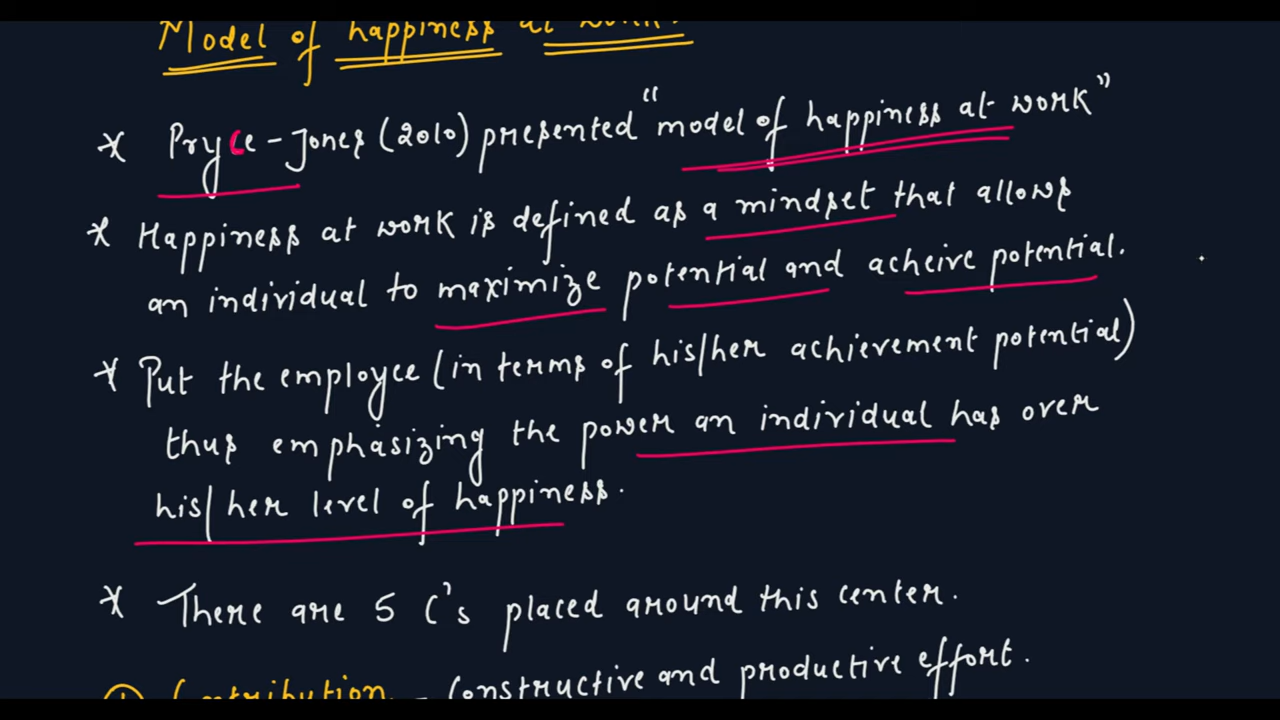 Model of happiness at work.
* Pryce-Jones (2010) presented "model of happiness at work"
* Happiness at work is defined as a mindset that allows
an individual to maximize potential and acheive potential.
* Put the employee (in terms of his/her achievement potential)
thus emphasizing the power an individual has over
his/her level of happiness.
* There are 5 C's placed around this center.
① Contribution - Constructive and productive effort.